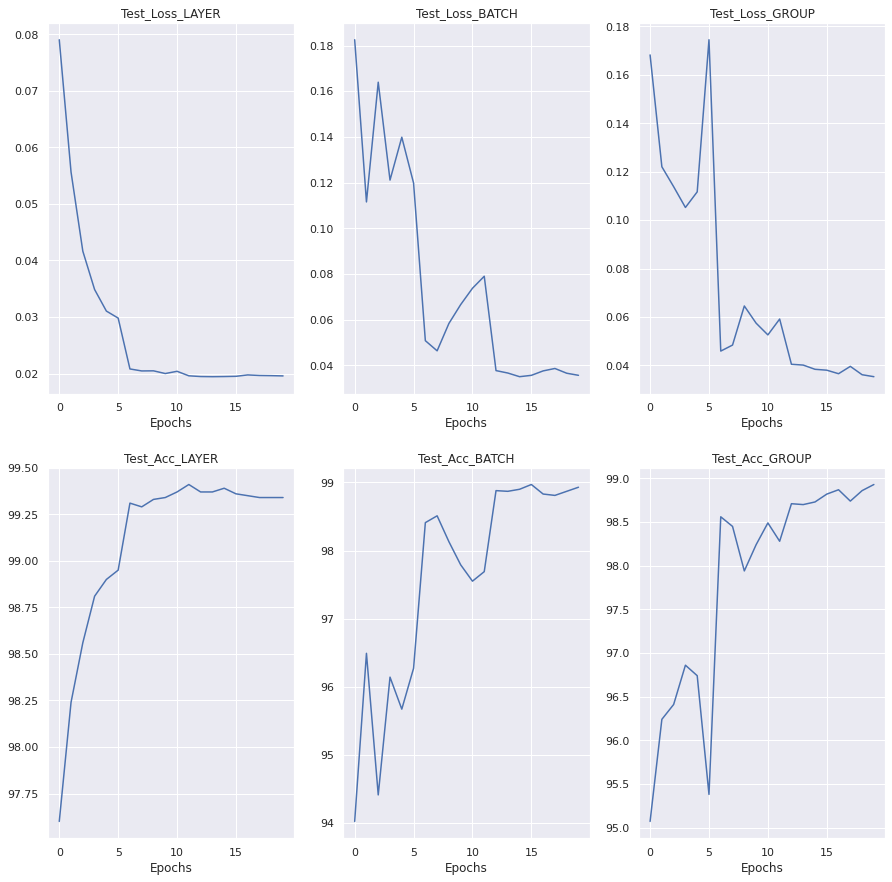 Test_Loss_LAYER
0.08
0.07
0.06
0.05
0.04
0.03
0.02
0 5 10 15
Epochs
Test_Loss_BATCH
0.18
0.16
0.14
0.12
0.10
0.08
0.06
0.04
0 5 10 15
Epochs
Test_Loss_GROUP
0.18
0.16
0.14
0.12
0.10
0.08
0.06
0.04
0 5 10 15
Epochs
Test_Acc_LAYER
99.50
99.25
99.00
98.75
98.50
98.25
98.00
97.75
0 5 10 15
Epochs
Test_Acc_BATCH
99
98
97
96
95
94
0 5 10 15
Epochs
Test_Acc_GROUP
99.0
98.5
98.0
97.5
97.0
96.5
96.0
95.5
95.0
0 5 10 15
Epochs